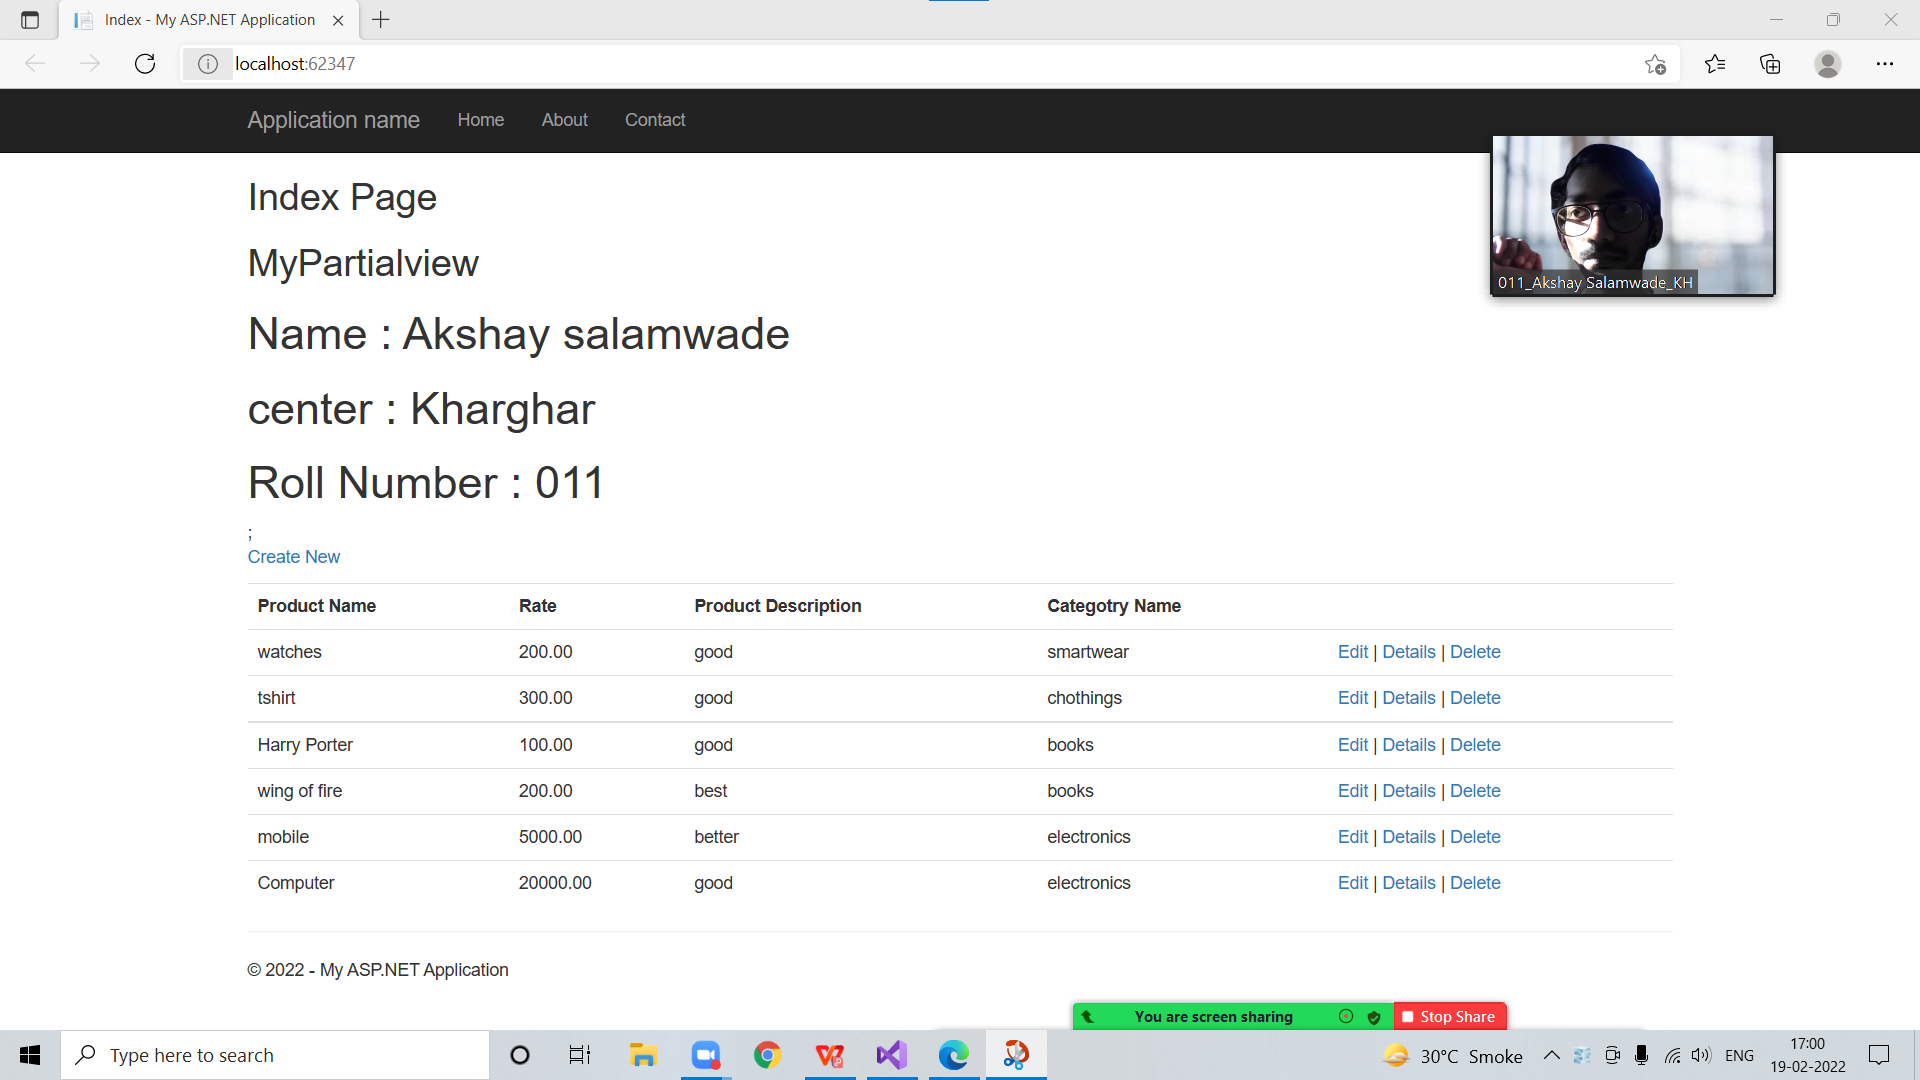 Index - My ASP.NET Application
localhost:62347
Application name Home About Contact
Index Page
MyPartialview
011_Akshay Salamwade_KH
Name : Akshay salamwade
center : Kharghar
Roll Number : 011
;
Create New
Product Name Rate Product Description Categotry Name
watches 200.00 good smartwear Edit | Details | Delete
tshirt 300.00 good chothings Edit | Details | Delete
Harry Porter 100.00 good books Edit | Details | Delete
wing of fire 200.00 best books Edit | Details | Delete
mobile 5000.00 better electronics Edit | Details | Delete
Computer 20000.00 good electronics Edit | Details | Delete
© 2022 - My ASP.NET Application
You are screen sharing Stop Share
Type here to search
30°C Smoke
ENG
17:00
19-02-2022